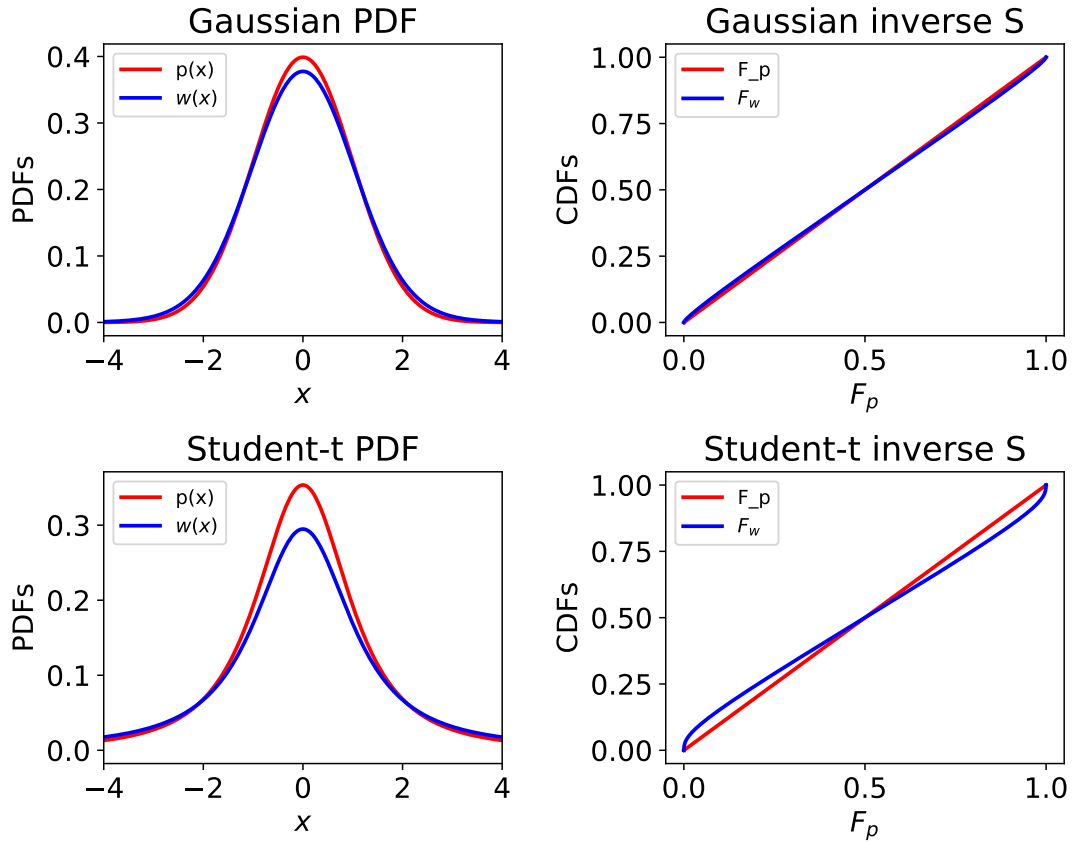 Gaussian PDF
p(x)
w(x)
PDFs
0.4
0.3
0.2
0.1
0.0
−4
−2
0
2
4
x
Gaussian inverse S
F_p
F_w
CDFs
1.00
0.75
0.50
0.25
0.00
0.0
0.5
1.0
F_p
Student-t PDF
p(x)
w(x)
PDFs
0.3
0.2
0.1
0.0
−4
−2
0
2
4
x
Student-t inverse S
F_p
F_w
CDFs
1.00
0.75
0.50
0.25
0.00
0.0
0.5
1.0
F_p